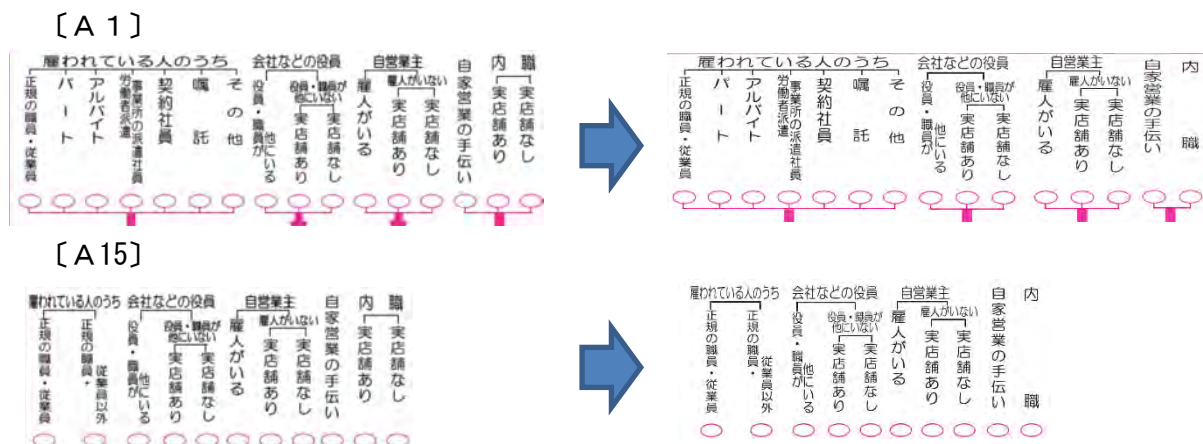 〔A 1〕
雇われている人のうち
正規の職員・従業員
パート
アルバイト
労働者派遣
事業所の派遣社員
契約社員
嘱託
その他
会社などの役員
役員・職員が
他にいる
役員・職員が
他にいない
実店舗あり
実店舗なし
自営業主
雇人がいる
雇人がいない
実店舗あり
実店舗なし
自家営業の手伝い
内職
実店舗あり
実店舗なし
雇われている人のうち
正規の職員・従業員
パート
アルバイト
労働者派遣
事業所の派遣社員
契約社員
嘱託
その他
会社などの役員
役員・職員が
他にいる
役員・職員が
他にいない
実店舗あり
実店舗なし
自営業主
雇人がいる
雇人がいない
実店舗あり
実店舗なし
自家営業の手伝い
内職
〔A 15〕
雇われている人のうち
正規の職員・従業員
正規の職員・
従業員以外
会社などの役員
役員・職員が
他にいる
役員・職員が
他にいない
実店舗あり
実店舗なし
自営業主
雇人がいる
雇人がいない
実店舗あり
実店舗なし
自家営業の手伝い
内職
実店舗あり
実店舗なし
雇われている人のうち
正規の職員・従業員
正規の職員・
従業員以外
会社などの役員
役員・職員が
他にいる
役員・職員が
他にいない
実店舗あり
実店舗なし
自営業主
雇人がいる
雇人がいない
実店舗あり
実店舗なし
自家営業の手伝い
内職